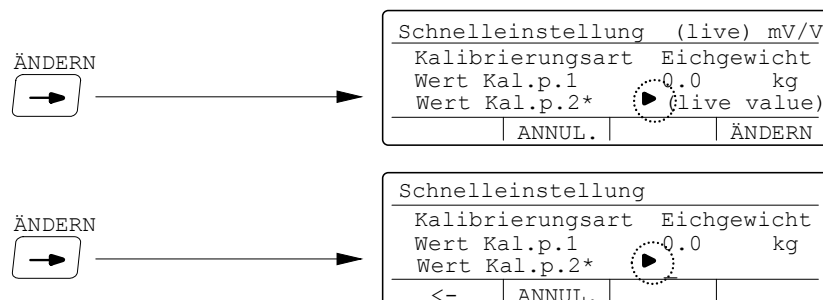 ÄNDERN
Schnelleinstellung (live) mV/V
Kalibrierungsart Eichgewicht
Wert Kal.p.1 0.0 kg
Wert Kal.p.2* (live value)
ANNUL. ÄNDERN
ÄNDERN
Schnelleinstellung
Kalibrierungsart Eichgewicht
Wert Kal.p.1 0.0 kg
Wert Kal.p.2* _
<- ANNUL.